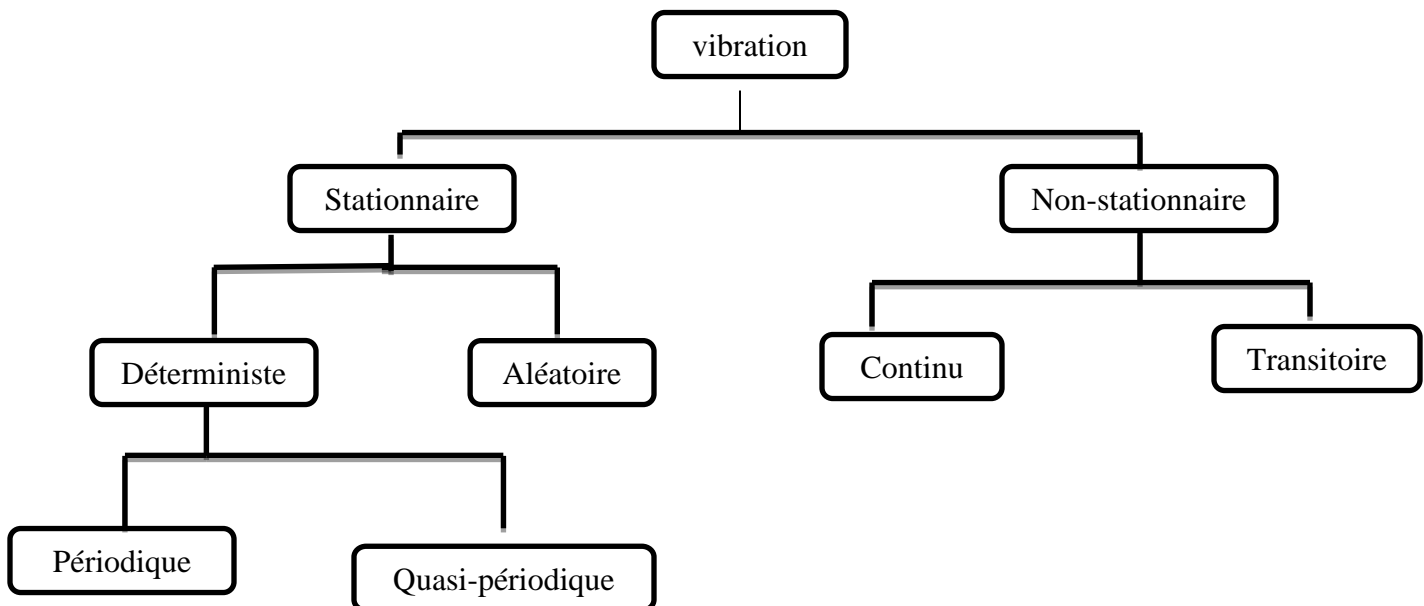 vibration
Stationnaire
Non-stationnaire
Déterministe
Aléatoire
Continu
Transitoire
Périodique
Quasi-périodique